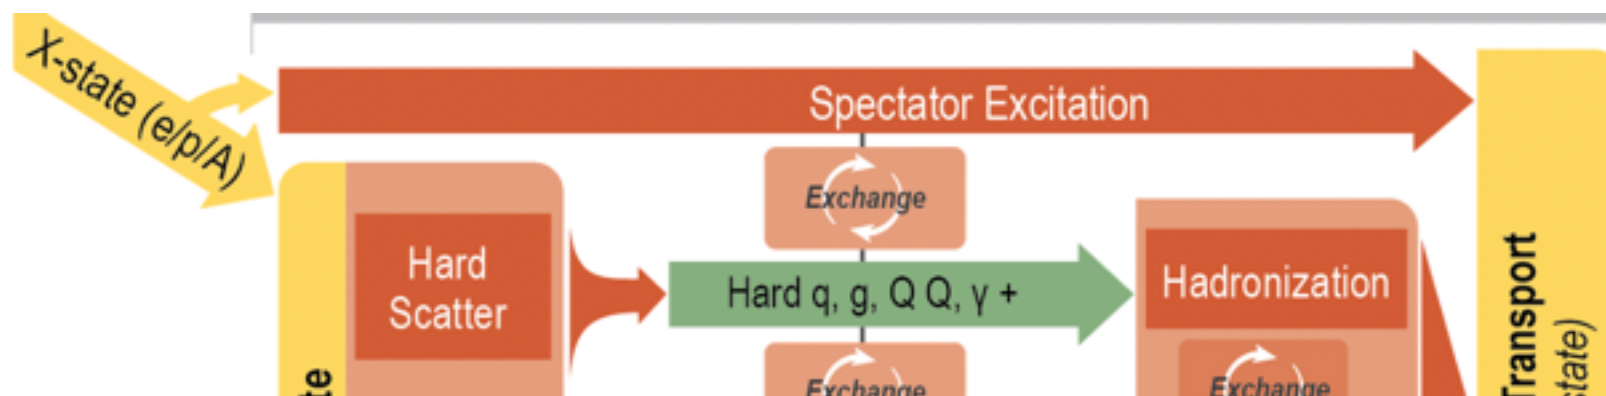 X-state (e/p/A)
Spectator Excitation
Exchange
Hard
Scatter
Hard q, g, Q Q, γ +
Hadronization
Exchange
Exchange
Transport